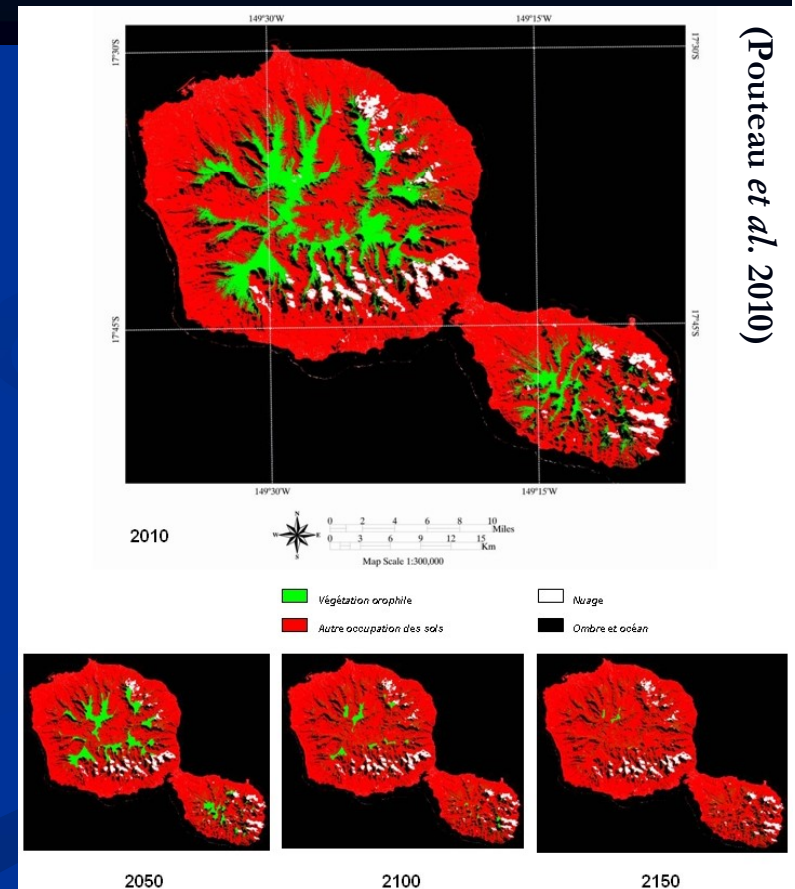 (Pouteau et al. 2010)
149°30'W 149°15'W
17°30'S 17°30'S
17°45'S 17°45'S
149°30'W 149°15'W
2010
N
W E
S
0 2 4 6 8 10
Miles
0 3 6 9 12 15
Km
Map Scale 1:300,000
Végétation orophile Nuage
Autre occupation des sols Ombre et océan
2050 2100 2150